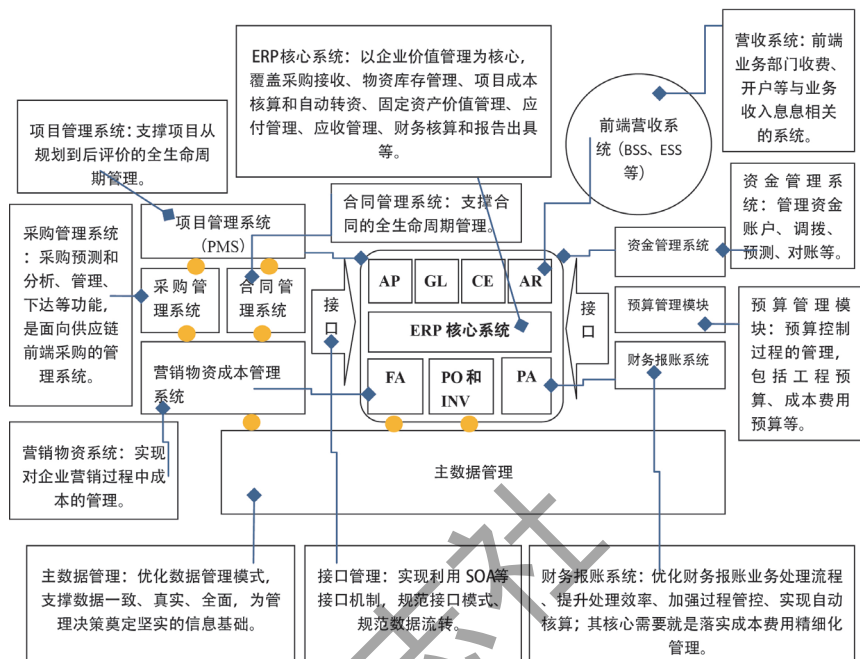 ERP核心系统：以企业价值管理为核心，
覆盖采购接收、物资库存管理、项目成本
核算和自动转资、固定资产价值管理、应
付管理、应收管理、财务核算和报告出具
等。
营收系统：前端
业务部门收费、
开户等与业务
收入息息相关
的系统。
前端营收系
统（BSS、ESS
等）
项目管理系统：支撑项目从
规划到后评价的全生命周
期管理。
合同管理系统：支撑合
同的全生命周期管理。
资金管理系
统：管理资金
账户、调拨、
预测、对账等。
采购管理系统
：采购预测和
分析、管理、
下达等功能，
是面向供应链
前端采购的管
理系统。
项目管理系统
（PMS）
采购管
理系统
合同管
理系统
接口
AP
GL
CE
AR
ERP 核心系统
FA
PO 和
INV
PA
接口
资金管理系统
预算管理模块
财务报账系统
预算管理模
块：预算控制
过程的管理，
包括工程预
算、成本费用
预算等。
营销物资成本管理
系统
营销物资系统：实现
对企业营销过程中成
本的管理。
主数据管理
主数据管理：优化数据管理模式，
支撑数据一致、真实、全面，为管
理决策奠定坚实的信息基础。
接口管理：实现利用 SOA等
接口机制，规范接口模式、
规范数据流转。
财务报账系统：优化财务报账业务处理流程
、提升处理效率、加强过程管控、实现自动
核算；其核心需要就是落实成本费用精细化
管理。
志社